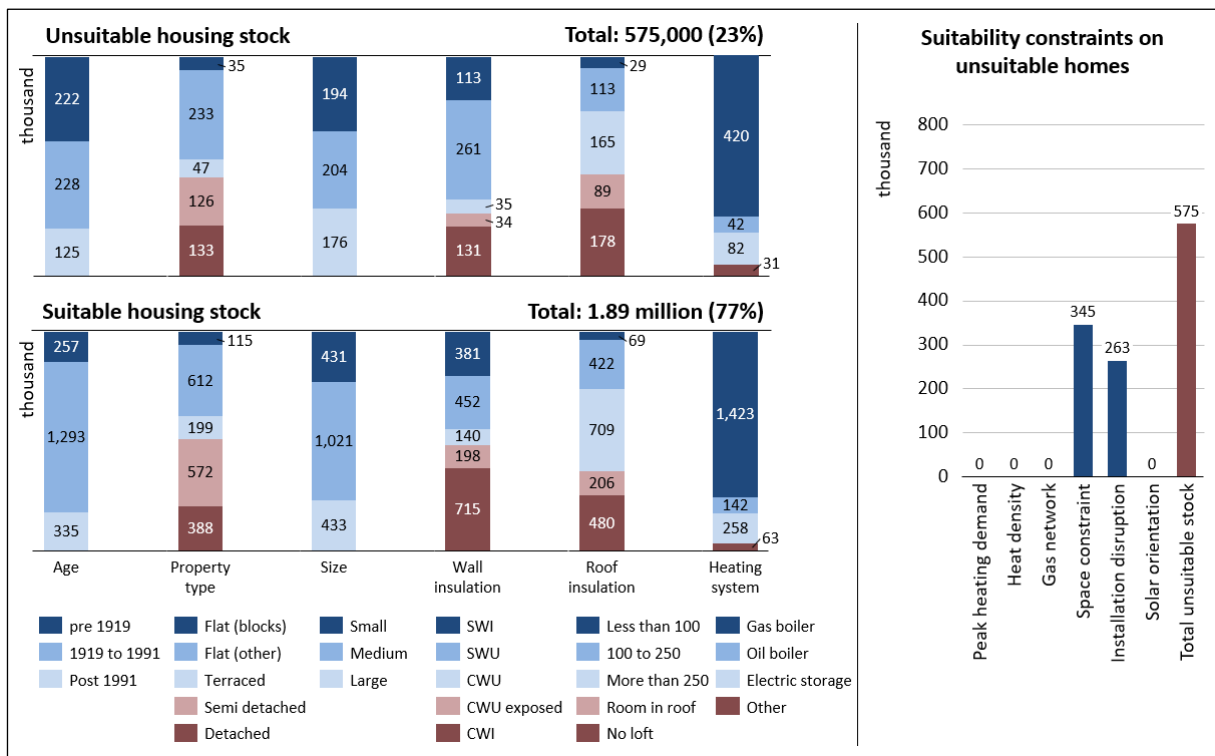 Unsuitable housing stock Total: 575,000 (23%)
thousand
222
228
125
35
233
47
126
133
194
204
176
113
261
35
34
131
29
113
165
89
178
420
42
82
31
Suitable housing stock Total: 1.89 million (77%)
thousand
257
1,293
335
115
612
199
572
388
431
1,021
433
381
452
140
198
715
69
422
709
206
480
1,423
142
258
63
Age
Property
type
Size
Wall
insulation
Roof
insulation
Heating
system
pre 1919
1919 to 1991
Post 1991
Flat (blocks)
Flat (other)
Terraced
Semi detached
Detached
Small
Medium
Large
SWI
SWU
CWU
CWU exposed
CWI
Less than 100
100 to 250
More than 250
Room in roof
No loft
Gas boiler
Oil boiler
Electric storage
Other
Suitability constraints on
unsuitable homes
thousand
800
700
600
500
400
300
200
100
0
0
0
0
345
263
0
575
Peak heating demand
Heat density
Gas network
Space constraint
Installation disruption
Solar orientation
Total unsuitable stock